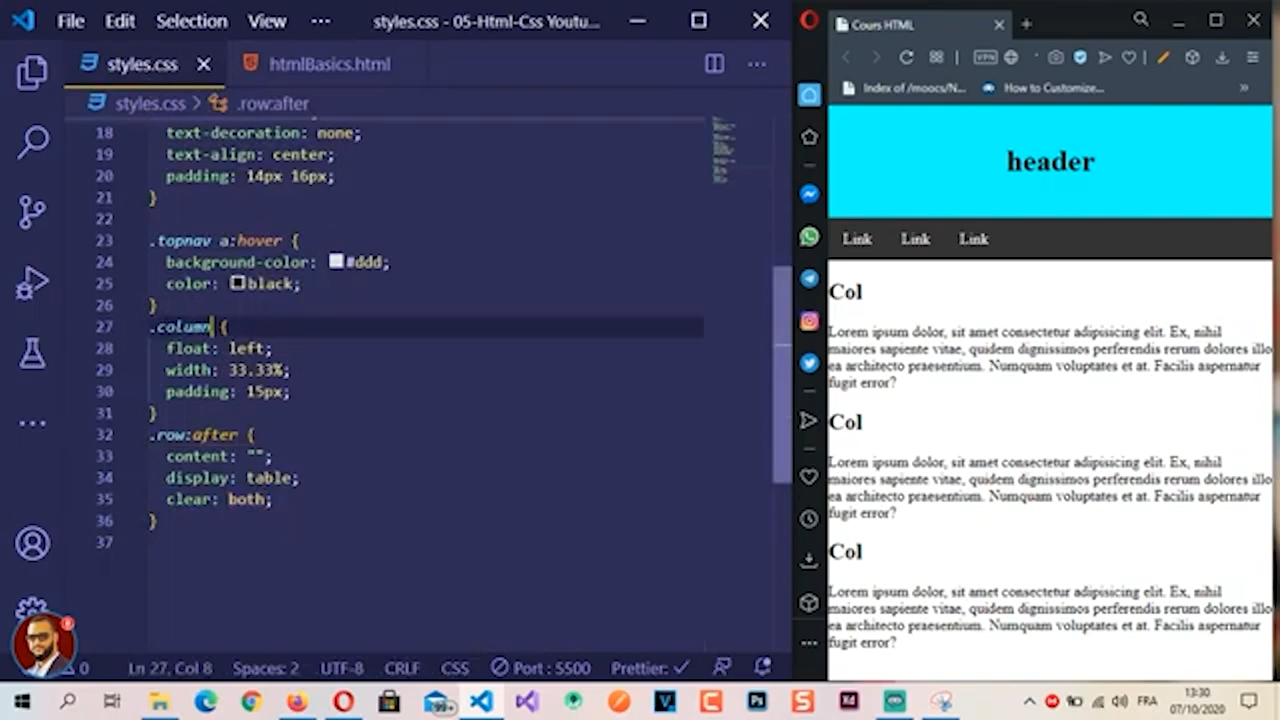 File Edit Selection View ··· styles.css - 05-Html-Css Youtu...
styles.css htmlBasics.html
styles.css > .row:after
18 text-decoration: none;
19 text-align: center;
20 padding: 14px 16px;
21 }
22
23 .topnav a:hover {
24 background-color: #ddd;
25 color: black;
26 }
27 .column {
28 float: left;
29 width: 33.33%;
30 padding: 15px;
31 }
32 .row:after {
33 content: "";
34 display: table;
35 clear: both;
36 }
37
0 Ln 27, Col 8 Spaces: 2 UTF-8 CRLF CSS Port : 5500 Prettier: ✓
Cours HTML
VPN
Index of /moocs/N... How to Customize... »
header
Link Link Link
Col
Lorem ipsum dolor, sit amet consectetur adipisicing elit. Ex, nihil
maiores sapiente vitae, quidem dignissimos perferendis rerum dolores illo
ea architecto praesentium. Numquam voluptates et at. Facilis aspernatur
fugit error?
Col
Lorem ipsum dolor, sit amet consectetur adipisicing elit. Ex, nihil
maiores sapiente vitae, quidem dignissimos perferendis rerum dolores illo
ea architecto praesentium. Numquam voluptates et at. Facilis aspernatur
fugit error?
Col
Lorem ipsum dolor, sit amet consectetur adipisicing elit. Ex, nihil
maiores sapiente vitae, quidem dignissimos perferendis rerum dolores illo
ea architecto praesentium. Numquam voluptates et at. Facilis aspernatur
fugit error?
99+ V C Ps S Xd FRA 13:30
07/10/2020